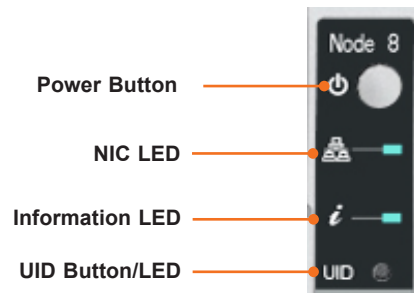 Node 8
Power Button
NIC LED
Information LED
i
UID Button/LED
UID